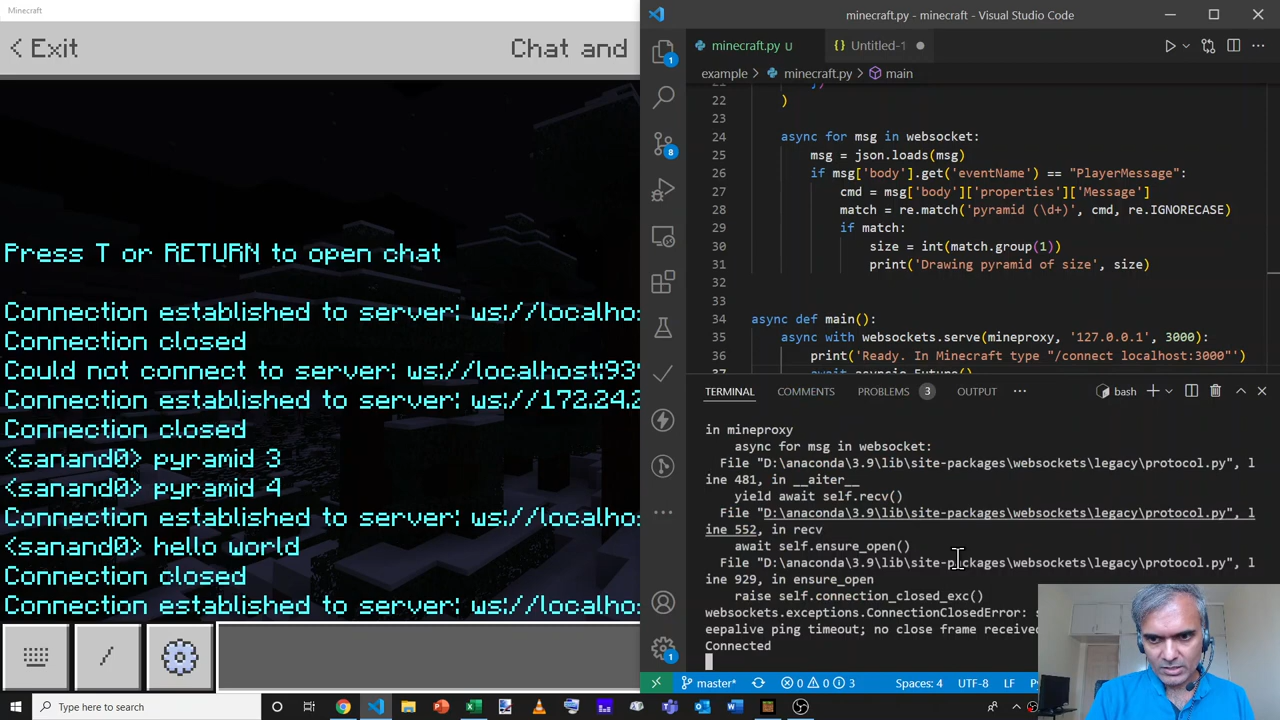 Minecraft
< Exit
Chat and
Press T or RETURN to open chat
Connection established to server: ws://localho
Connection closed
Could not connect to server: ws://localhost:93
Connection established to server: ws://172.24.2
Connection closed
<sanand0> pyramid 3
<sanand0> pyramid 4
Connection established to server: ws://localho
<sanand0> hello world
Connection closed
Connection established to server: ws://localho
/
Type here to search
minecraft.py - minecraft - Visual Studio Code
minecraft.py U
{} Untitled-1
example > minecraft.py > main
22 )
23
24 async for msg in websocket:
25 msg = json.loads(msg)
26 if msg['body'].get('eventName') == "PlayerMessage":
27 cmd = msg['body']['properties']['Message']
28 match = re.match('pyramid (\d+)', cmd, re.IGNORECASE)
29 if match:
30 size = int(match.group(1))
31 print('Drawing pyramid of size', size)
32
33
34 async def main():
35 async with websockets.serve(mineproxy, '127.0.0.1', 3000):
36 print('Ready. In Minecraft type "/connect localhost:3000"')
37 await asyncio.Future()
TERMINAL COMMENTS PROBLEMS 3 OUTPUT ··· bash
in mineproxy
async for msg in websocket:
File "D:\anaconda\3.9\lib\site-packages\websockets\legacy\protocol.py", l
ine 481, in __aiter__
yield await self.recv()
File "D:\anaconda\3.9\lib\site-packages\websockets\legacy\protocol.py", l
ine 552, in recv
await self.ensure_open()
File "D:\anaconda\3.9\lib\site-packages\websockets\legacy\protocol.py", l
ine 929, in ensure_open
raise self.connection_closed_exc()
websockets.exceptions.ConnectionClosedError:
eepalive ping timeout; no close frame received
Connected
1
8
1
master* 0 0 3 Spaces: 4 UTF-8 LF